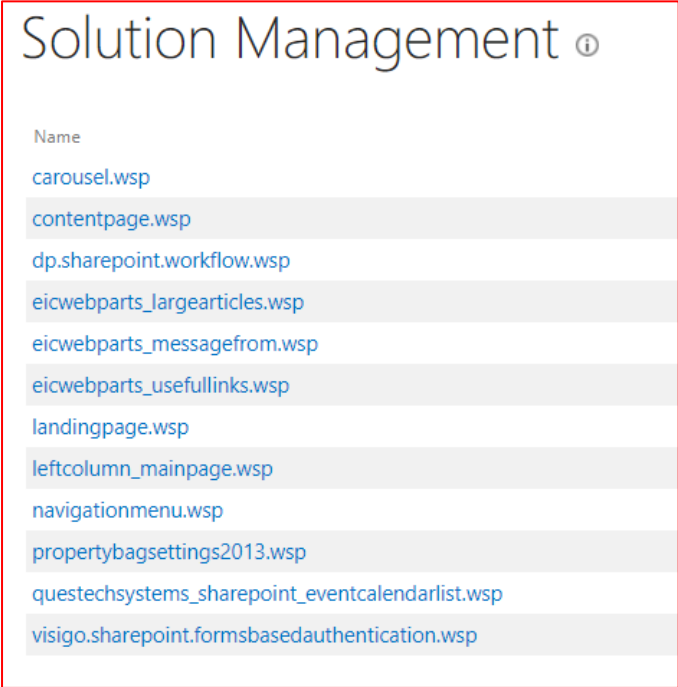 Solution Management
Name
carousel.wsp
contentpage.wsp
dp.sharepoint.workflow.wsp
eicwebparts_largearticles.wsp
eicwebparts_messagefrom.wsp
eicwebparts_usefullinks.wsp
landingpage.wsp
leftcolumn_mainpage.wsp
navigationmenu.wsp
propertybagsettings2013.wsp
questechsystems_sharepoint_eventcalendarlist.wsp
visigo.sharepoint.formsbasedauthentication.wsp